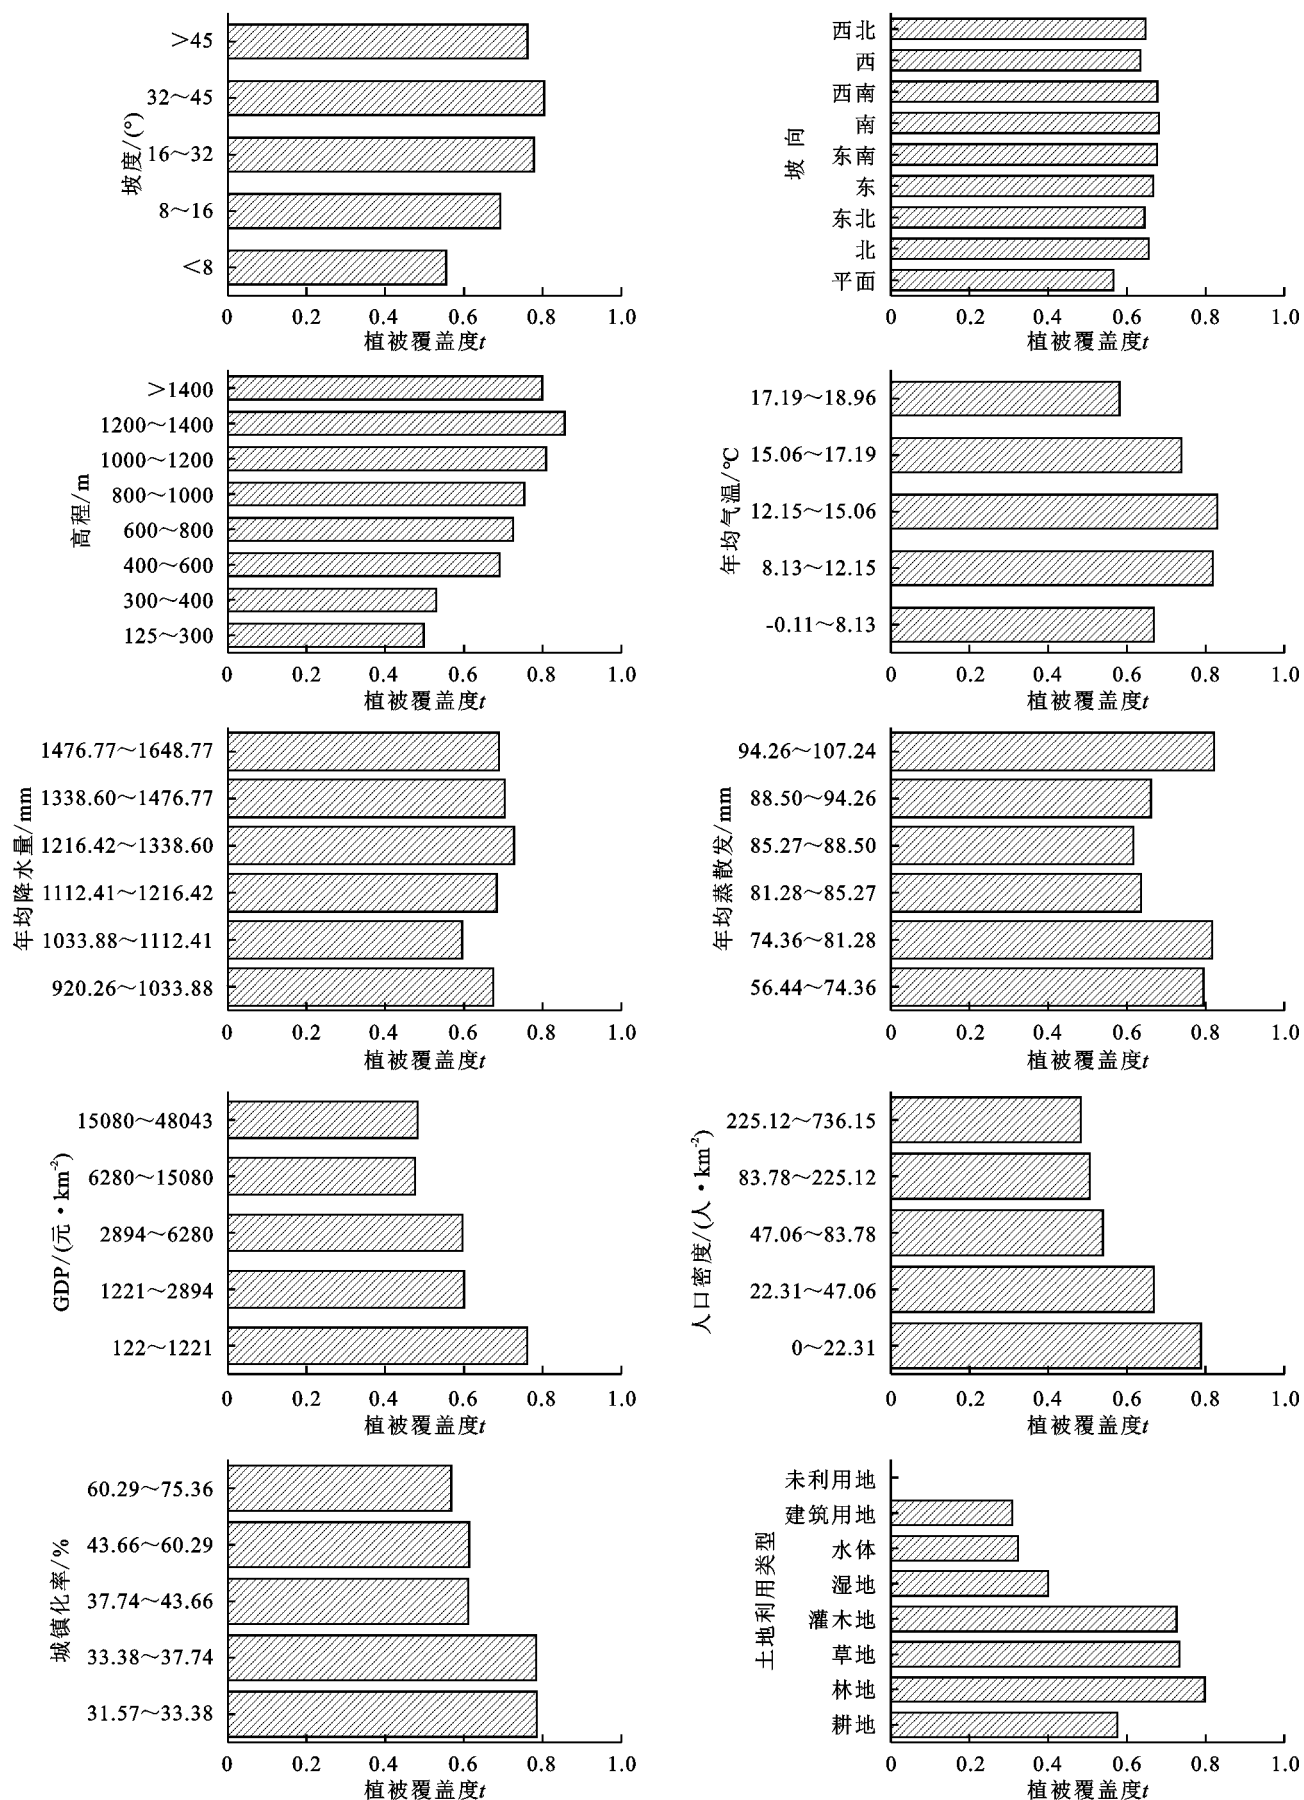 坡度/(°)
>45
32～45
16～32
8～16
<8
0 0.2 0.4 0.6 0.8 1.0
植被覆盖度t
坡向
西北
西
西南
南
东南
东
东北
北
平面
0 0.2 0.4 0.6 0.8 1.0
植被覆盖度t
高程/m
>1400
1200～1400
1000～1200
800～1000
600～800
400～600
300～400
125～300
0 0.2 0.4 0.6 0.8 1.0
植被覆盖度t
年均气温/℃
17.19～18.96
15.06～17.19
12.15～15.06
8.13～12.15
-0.11～8.13
0 0.2 0.4 0.6 0.8 1.0
植被覆盖度t
年均降水量/mm
1476.77～1648.77
1338.60～1476.77
1216.42～1338.60
1112.41～1216.42
1033.88～1112.41
920.26～1033.88
0 0.2 0.4 0.6 0.8 1.0
植被覆盖度t
年均蒸散发/mm
94.26～107.24
88.50～94.26
85.27～88.50
81.28～85.27
74.36～81.28
56.44～74.36
0 0.2 0.4 0.6 0.8 1.0
植被覆盖度t
GDP/(元·km⁻²)
15080～48043
6280～15080
2894～6280
1221～2894
122～1221
0 0.2 0.4 0.6 0.8 1.0
植被覆盖度t
人口密度/(人·km⁻²)
225.12～736.15
83.78～225.12
47.06～83.78
22.31～47.06
0～22.31
0 0.2 0.4 0.6 0.8 1.0
植被覆盖度t
城镇化率/%
60.29～75.36
43.66～60.29
37.74～43.66
33.38～37.74
31.57～33.38
0 0.2 0.4 0.6 0.8 1.0
植被覆盖度t
土地利用类型
未利用地
建筑用地
水体
湿地
灌木地
草地
林地
耕地
0 0.2 0.4 0.6 0.8 1.0
植被覆盖度t